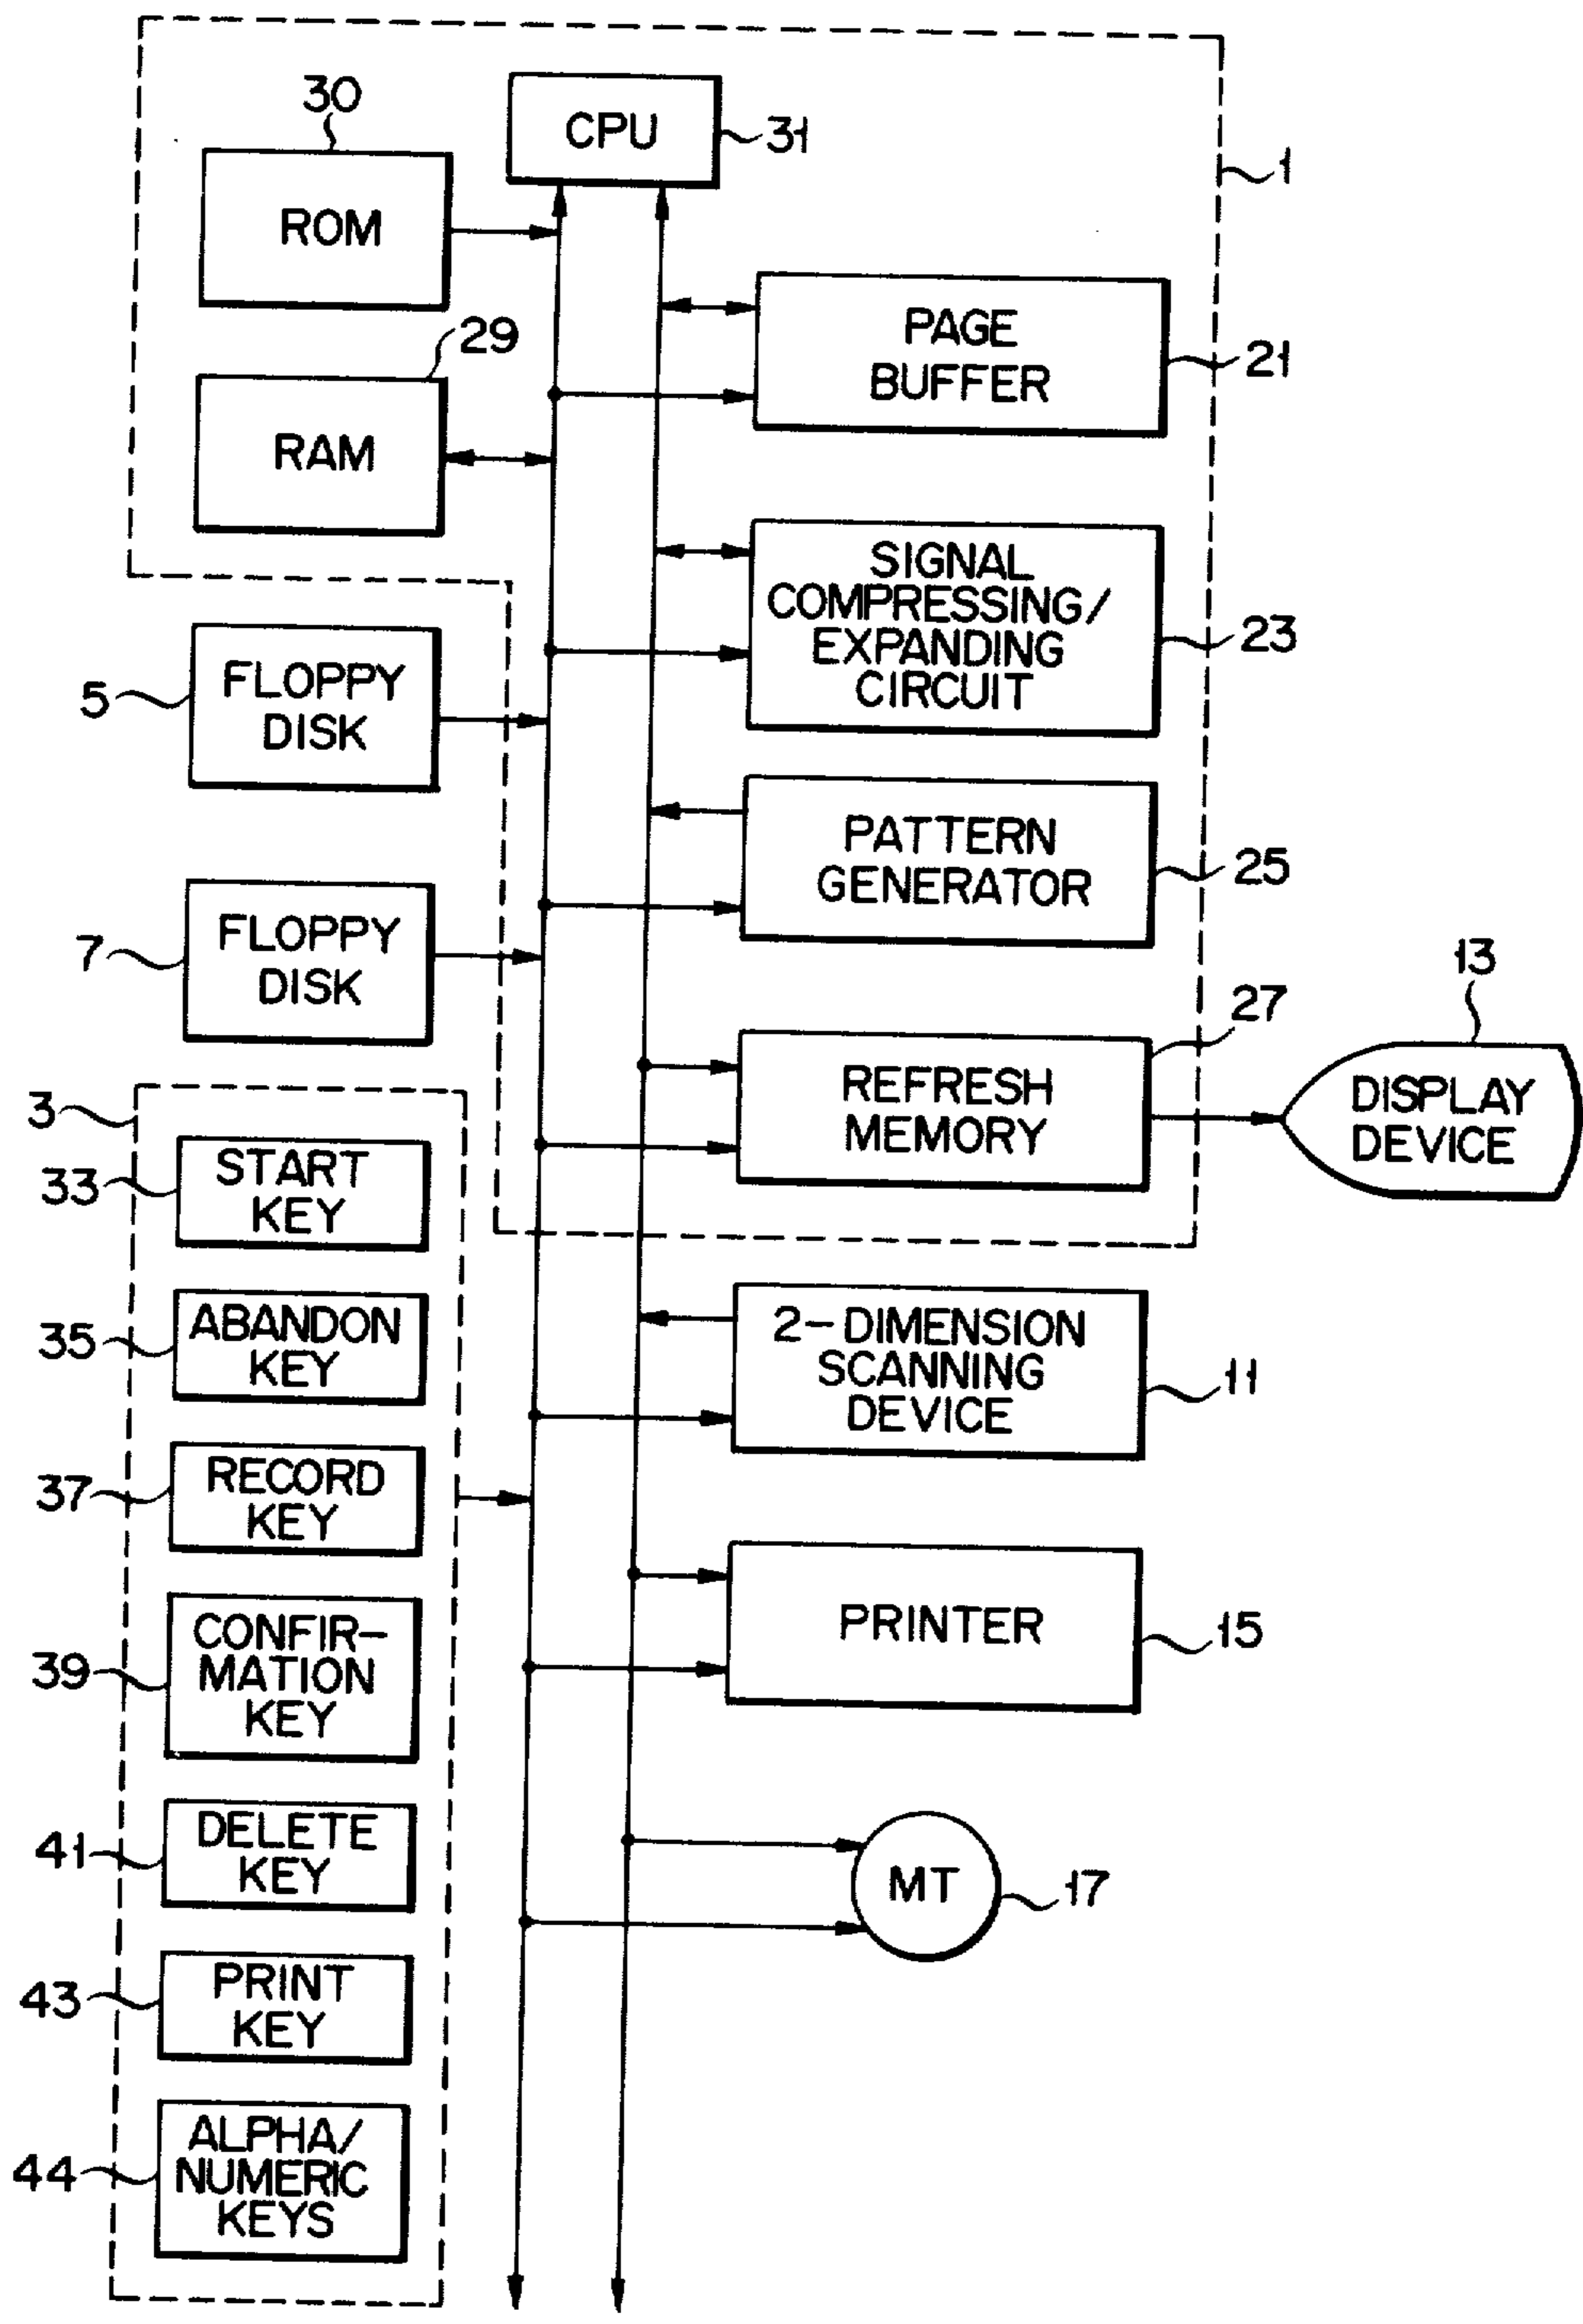 30
CPU
31
1
ROM
29
PAGE
BUFFER
21
RAM
SIGNAL
COMPRESSING/
EXPANDING
CIRCUIT
23
5
FLOPPY
DISK
PATTERN
GENERATOR
25
7
FLOPPY
DISK
13
27
REFRESH
MEMORY
DISPLAY
DEVICE
3
33
START
KEY
35
ABANDON
KEY
2-DIMENSION
SCANNING
DEVICE
11
37
RECORD
KEY
39
CONFIR-
MATION
KEY
PRINTER
15
41
DELETE
KEY
MT
17
43
PRINT
KEY
44
ALPHA/
NUMERIC
KEYS